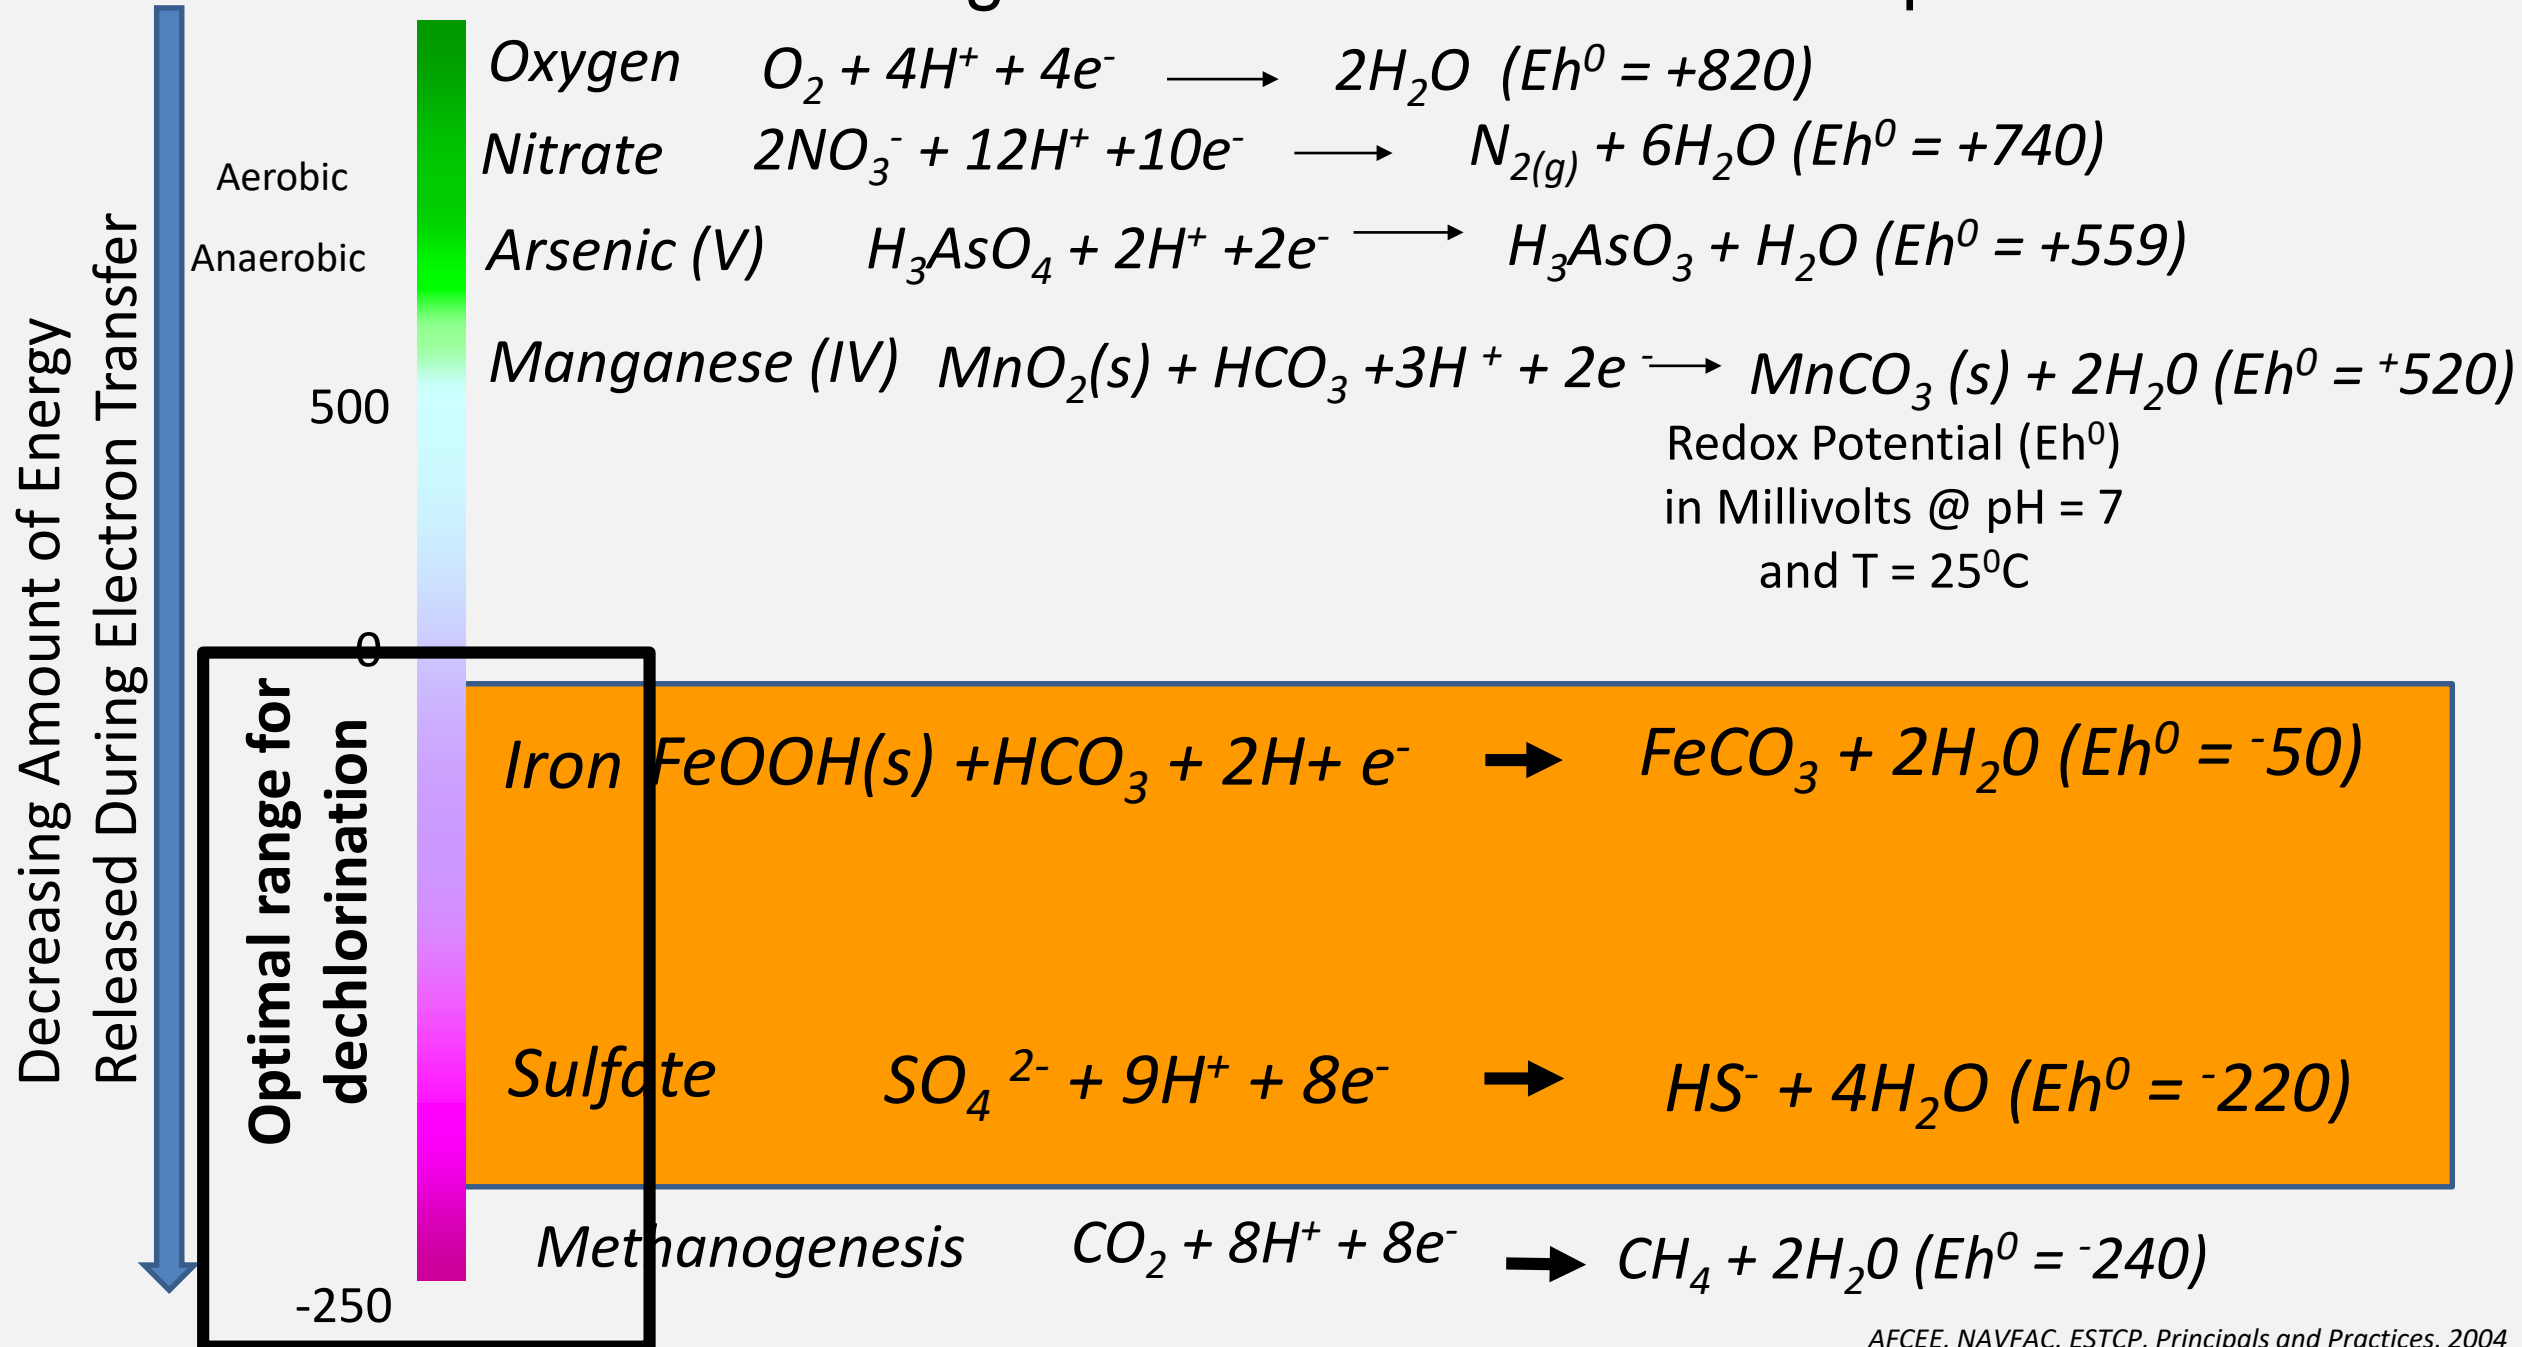 Oxygen O₂ + 4H⁺ + 4e⁻ → 2H₂O (Eh⁰ = +820)
Nitrate 2NO₃⁻ + 12H⁺ +10e⁻ → N₂(g) + 6H₂O (Eh⁰ = +740)
Aerobic
Anaerobic
Arsenic (V) H₃AsO₄ + 2H⁺ +2e⁻ → H₃AsO₃ + H₂O (Eh⁰ = +559)
Manganese (IV) MnO₂(s) + HCO₃ +3H ⁺ + 2e ⁻ → MnCO₃ (s) + 2H₂0 (Eh⁰ = ⁺520)
500
Redox Potential (Eh⁰)
in Millivolts @ pH = 7
and T = 25⁰C
Decreasing Amount of Energy
Released During Electron Transfer
0
Optimal range for
dechlorination
Iron FeOOH(s) +HCO₃ + 2H+ e⁻ → FeCO₃ + 2H₂0 (Eh⁰ = ⁻50)
Sulfate SO₄ ²⁻ + 9H⁺ + 8e⁻ → HS⁻ + 4H₂O (Eh⁰ = ⁻220)
Methanogenesis CO₂ + 8H⁺ + 8e⁻ → CH₄ + 2H₂0 (Eh⁰ = ⁻240)
-250
AFCEE, NAVFAC, ESTCP, Principals and Practices, 2004